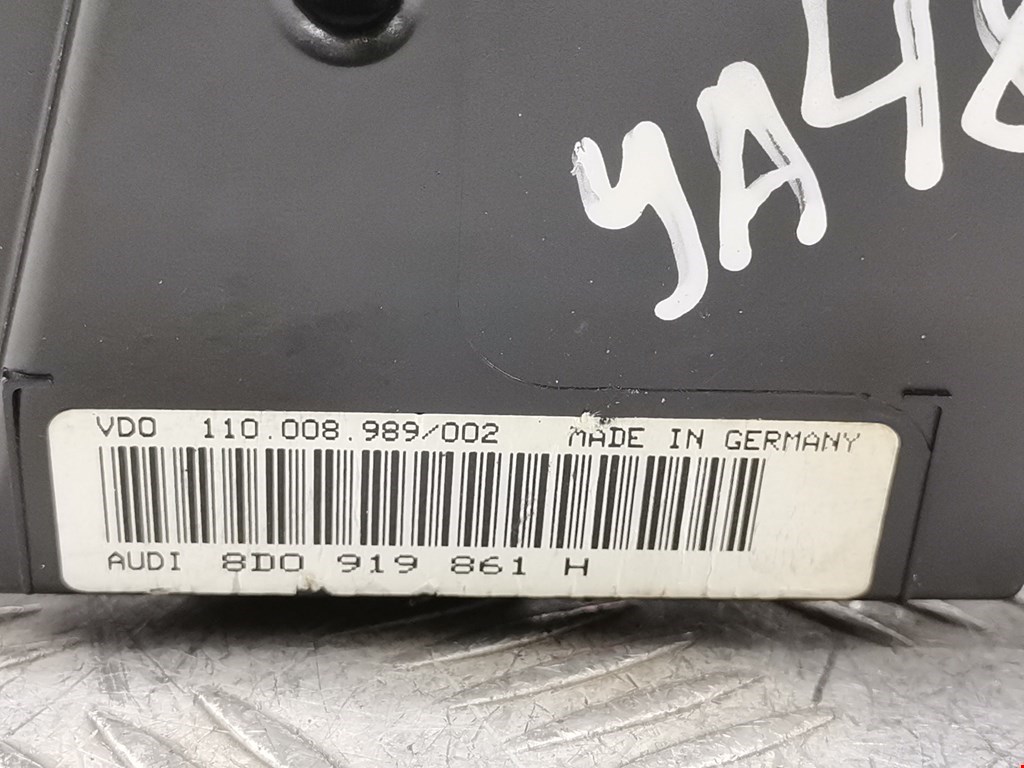 YA48
VDO 110.008.989/002 MADE IN GERMANY
AUDI 8D0 919 861 H